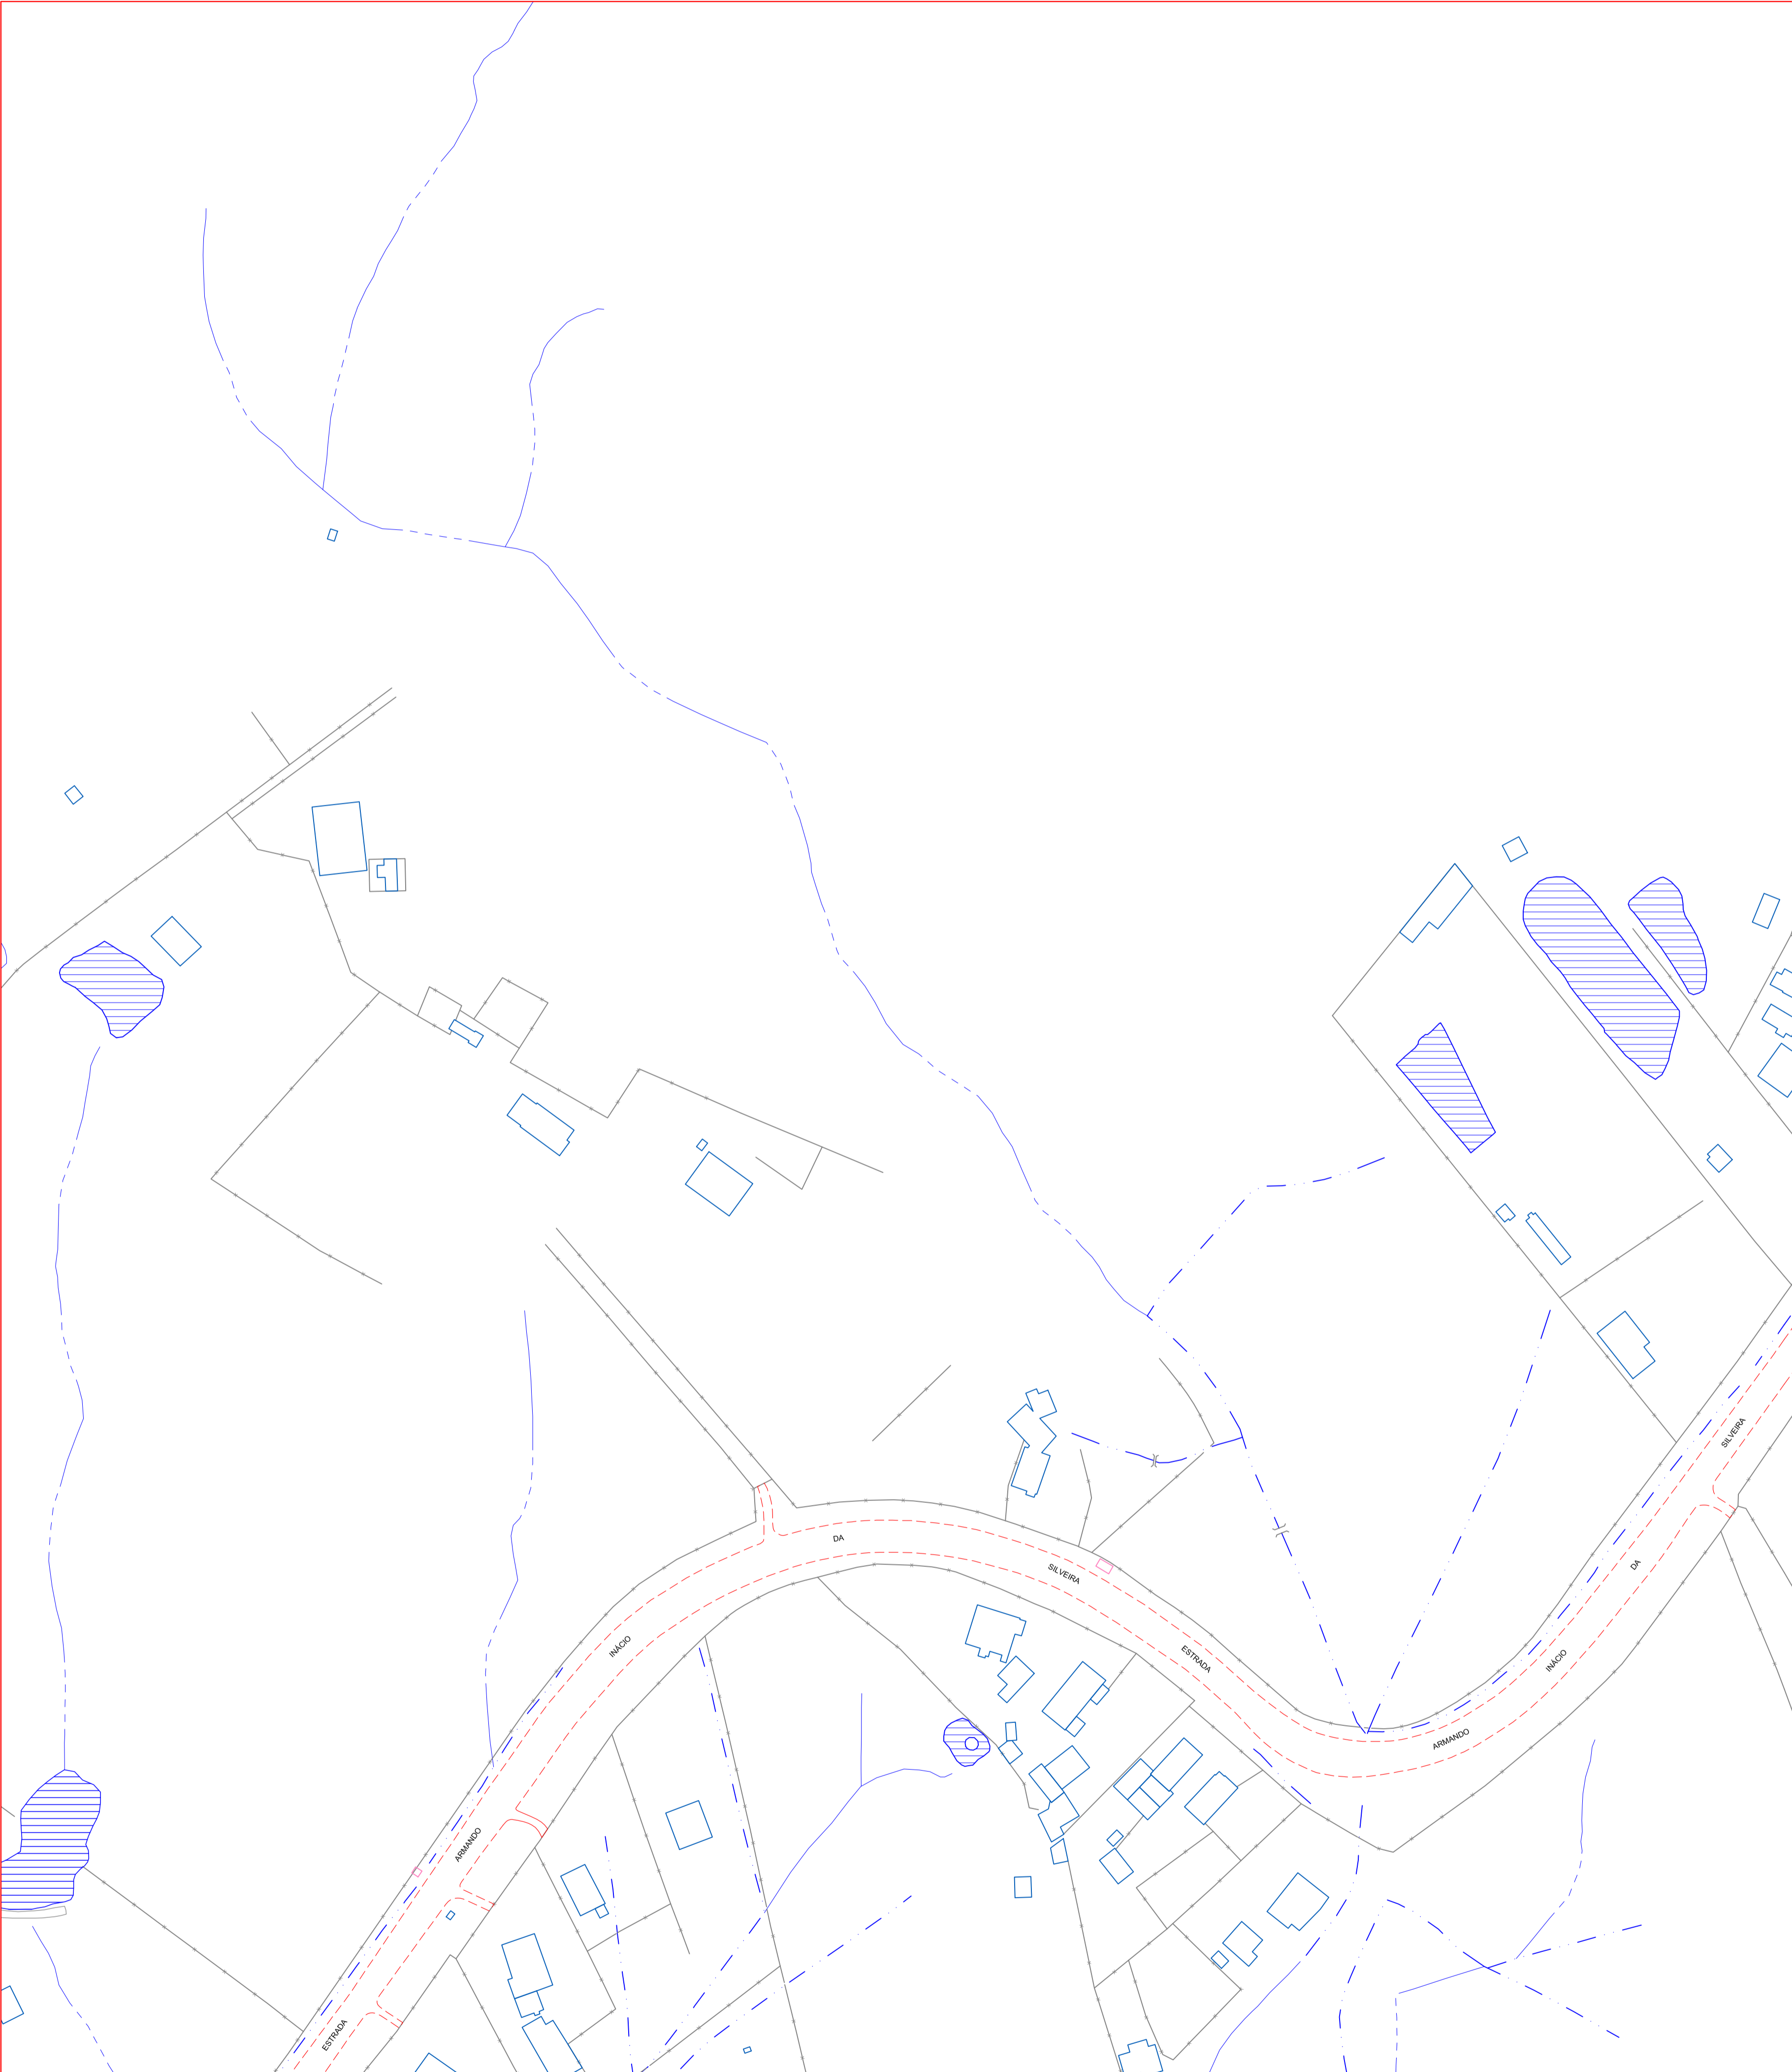 SILVEIRA
DA
DA
SILVEIRA
INÁCIO
ESTRADA
INÁCIO
ARMANDO
ARMANDO
ESTRADA